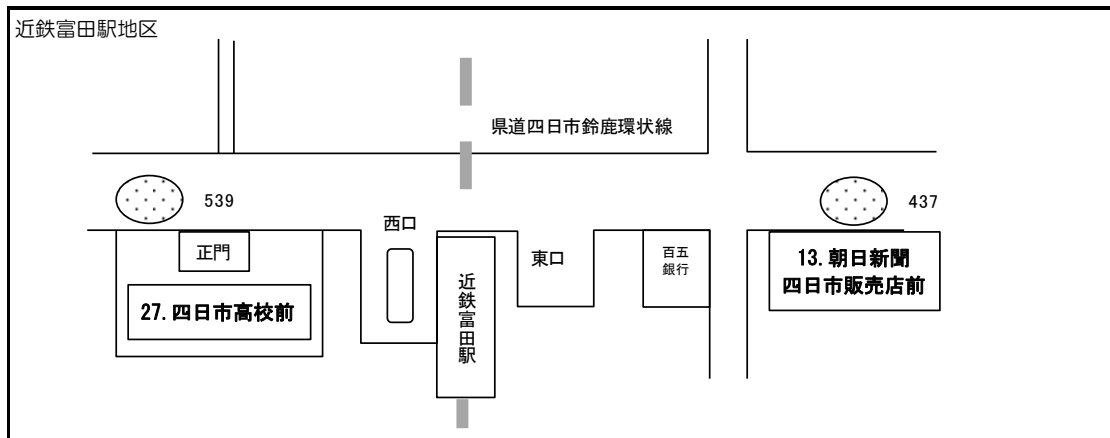 近鉄富田駅地区
県道四日市鈴鹿環状線
539
437
西口
正門
東口
百五
銀行
13.朝日新聞
四日市販売店前
27.四日市高校前
近鉄富田駅